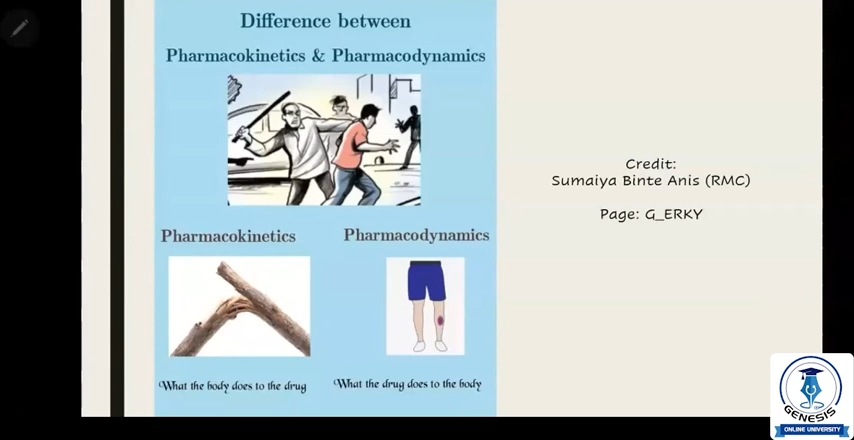 Difference between
Pharmacokinetics & Pharmacodynamics
Credit:
Sumaiya Binte Anis (RMC)
Page: G_ERKY
Pharmacokinetics
Pharmacodynamics
What the body does to the drug
What the drug does to the body
GENESIS
ONLINE UNIVERSITY